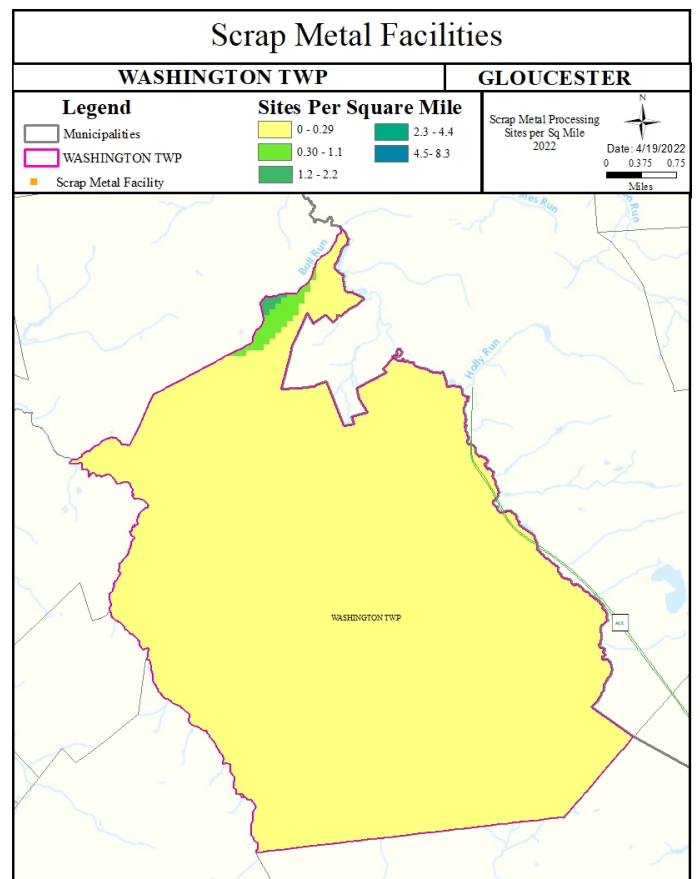 Scrap Metal Facilities
WASHINGTON TWP
GLOUCESTER
Legend
Municipalities
WASHINGTON TWP
Scrap Metal Facility
Sites Per Square Mile
0 - 0.29
0.30 - 1.1
1.2 - 2.2
2.3 - 4.4
4.5- 8.3
Scrap Metal Processing
Sites per Sq Mile
2022
N
Date: 4/19/2022
0 0.375 0.75
Miles
Run
Bull Run
Holly Run
WASHINGTON TWP
ACE